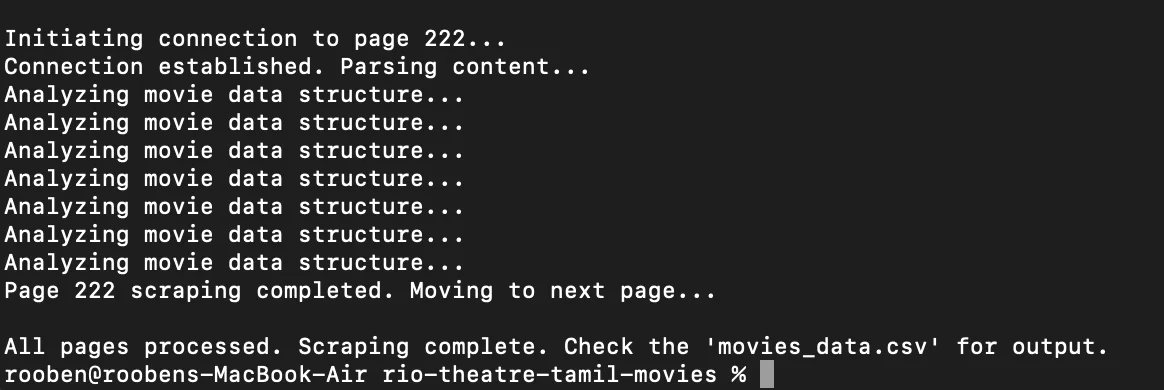 Initiating connection to page 222...
Connection established. Parsing content...
Analyzing movie data structure...
Analyzing movie data structure...
Analyzing movie data structure...
Analyzing movie data structure...
Analyzing movie data structure...
Analyzing movie data structure...
Analyzing movie data structure...
Page 222 scraping completed. Moving to next page...
All pages processed. Scraping complete. Check the 'movies_data.csv' for output.
rooben@roobens-MacBook-Air rio-theatre-tamil-movies %